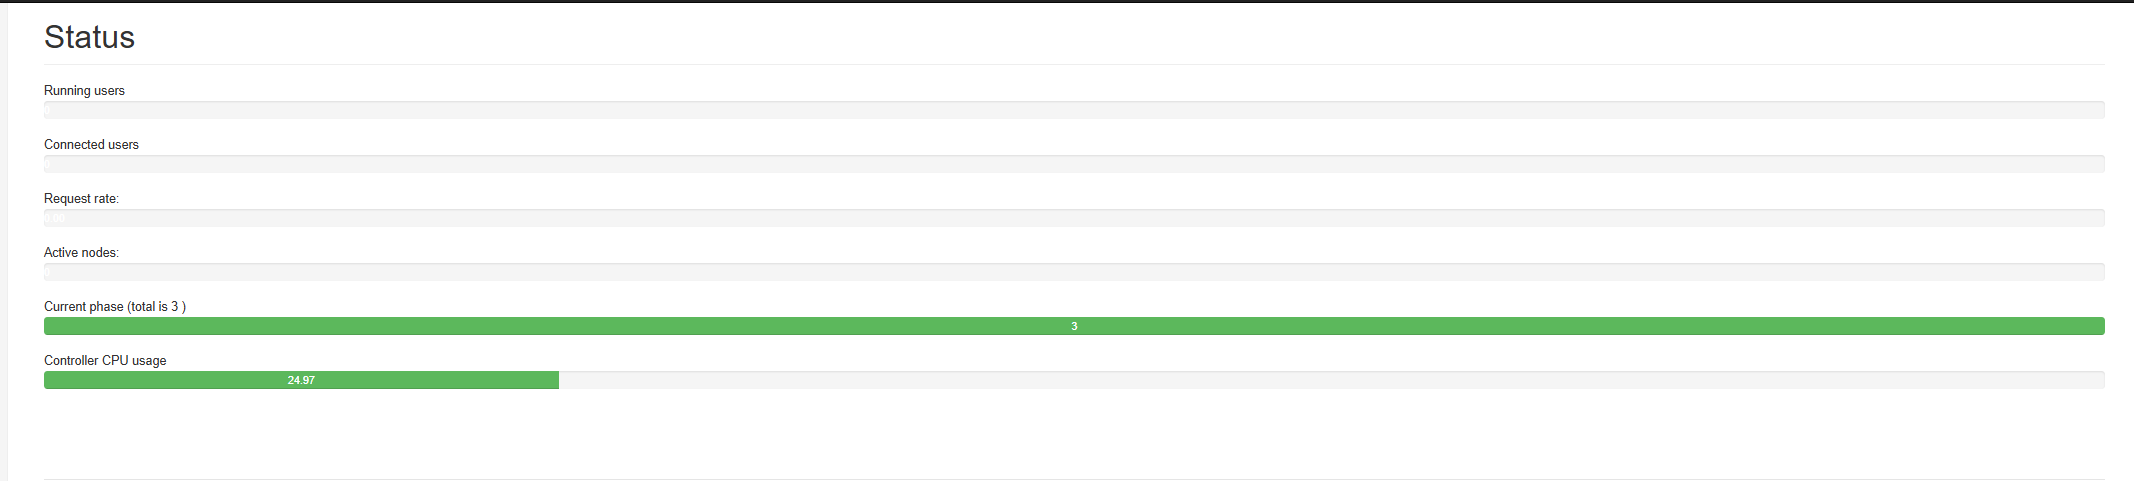 Status
Running users
0
Connected users
0
Request rate:
0.00
Active nodes:
0
Current phase (total is 3 )
3
Controller CPU usage
24.97